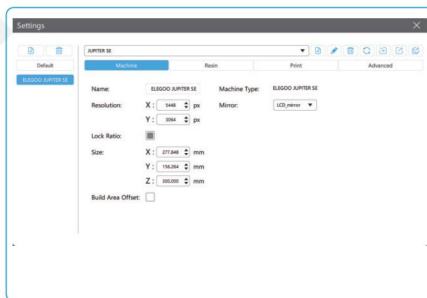 Settings
JUPITER SE
Default
Machine
Resin
Print
Advanced
ELEGOO JUPITER SE
Name: ELEGOO JUPITER SE Machine Type: ELEGOO JUPITER SE
Resolution: X: 5448 px Mirror: LCD_mirror
Y: 3064 px
Lock Ratio:
Size: X: 277.848 mm
Y: 156.264 mm
Z: 300.000 mm
Build Area Offset: